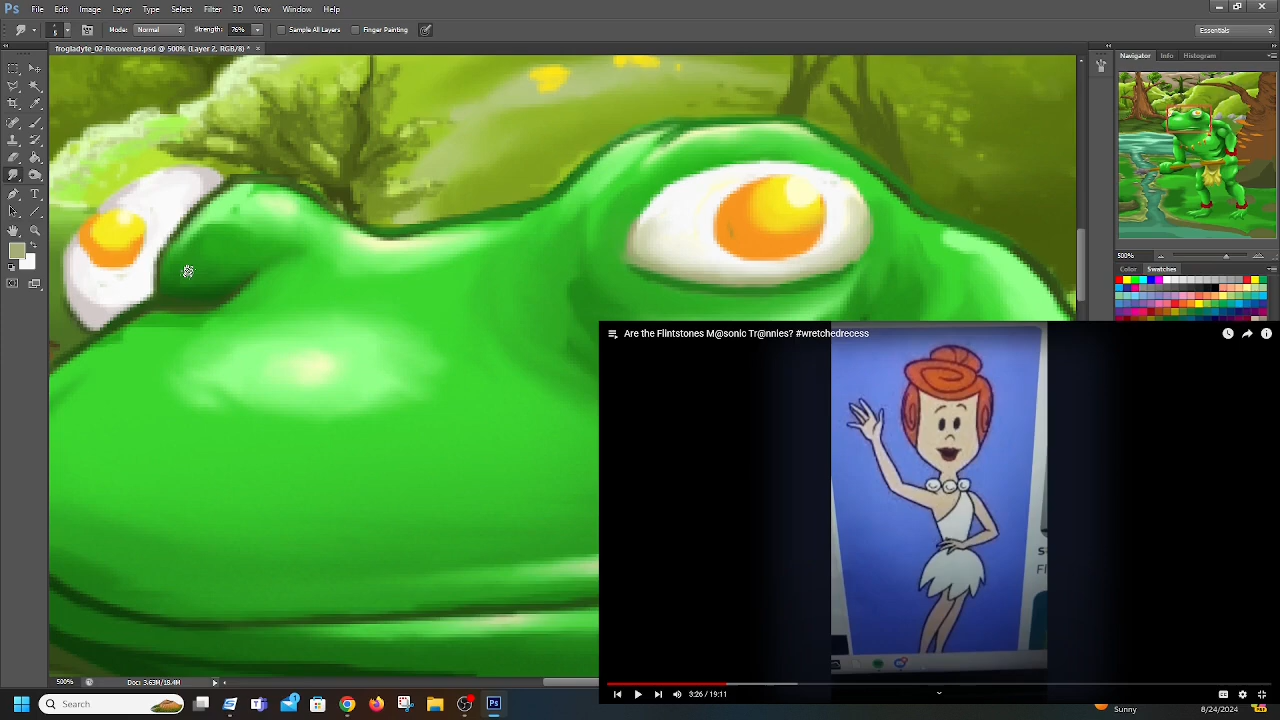 Ps File Edit Image Layer Type Select Filter 3D View Window Help
5 Mode: Normal Strength: 76% Sample All Layers Finger Painting Essentials
frogladyte_02-Recovered.psd @ 500% (Layer 2, RGB/8) * ×
Navigator Info Histogram
500%
Color Swatches
Are the Flintstones M@sonic Tr@nnies? #wretchedrecess
500% Doc: 3.63M/18.4M
3:26 / 19:11
Search
Sunny
8/24/2024